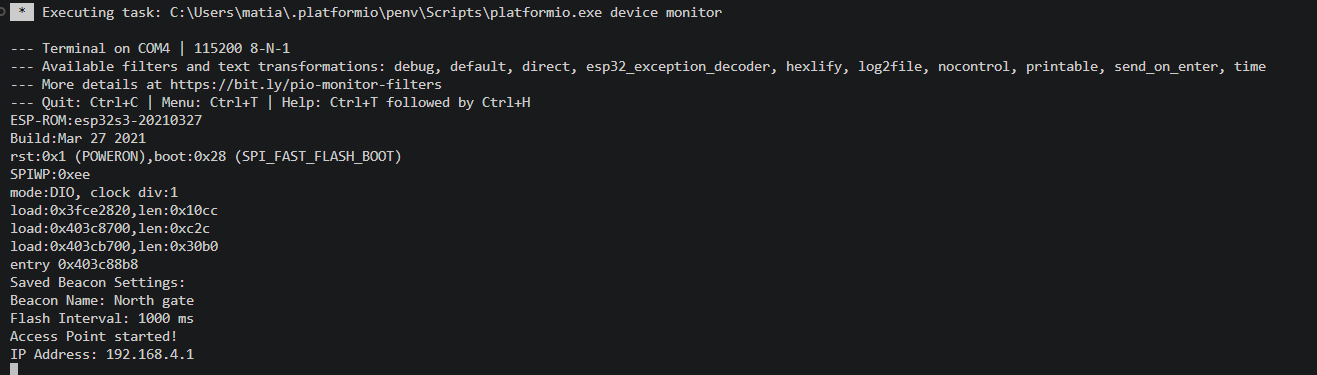 * Executing task: C:\Users\matia\.platformio\penv\Scripts\platformio.exe device monitor
--- Terminal on COM4 | 115200 8-N-1
--- Available filters and text transformations: debug, default, direct, esp32_exception_decoder, hexlify, log2file, nocontrol, printable, send_on_enter, time
--- More details at https://bit.ly/pio-monitor-filters
--- Quit: Ctrl+C | Menu: Ctrl+T | Help: Ctrl+T followed by Ctrl+H
ESP-ROM:esp32s3-20210327
Build:Mar 27 2021
rst:0x1 (POWERON),boot:0x28 (SPI_FAST_FLASH_BOOT)
SPIWP:0xee
mode:DIO, clock div:1
load:0x3fce2820,len:0x10cc
load:0x403c8700,len:0xc2c
load:0x403cb700,len:0x30b0
entry 0x403c88b8
Saved Beacon Settings:
Beacon Name: North gate
Flash Interval: 1000 ms
Access Point started!
IP Address: 192.168.4.1